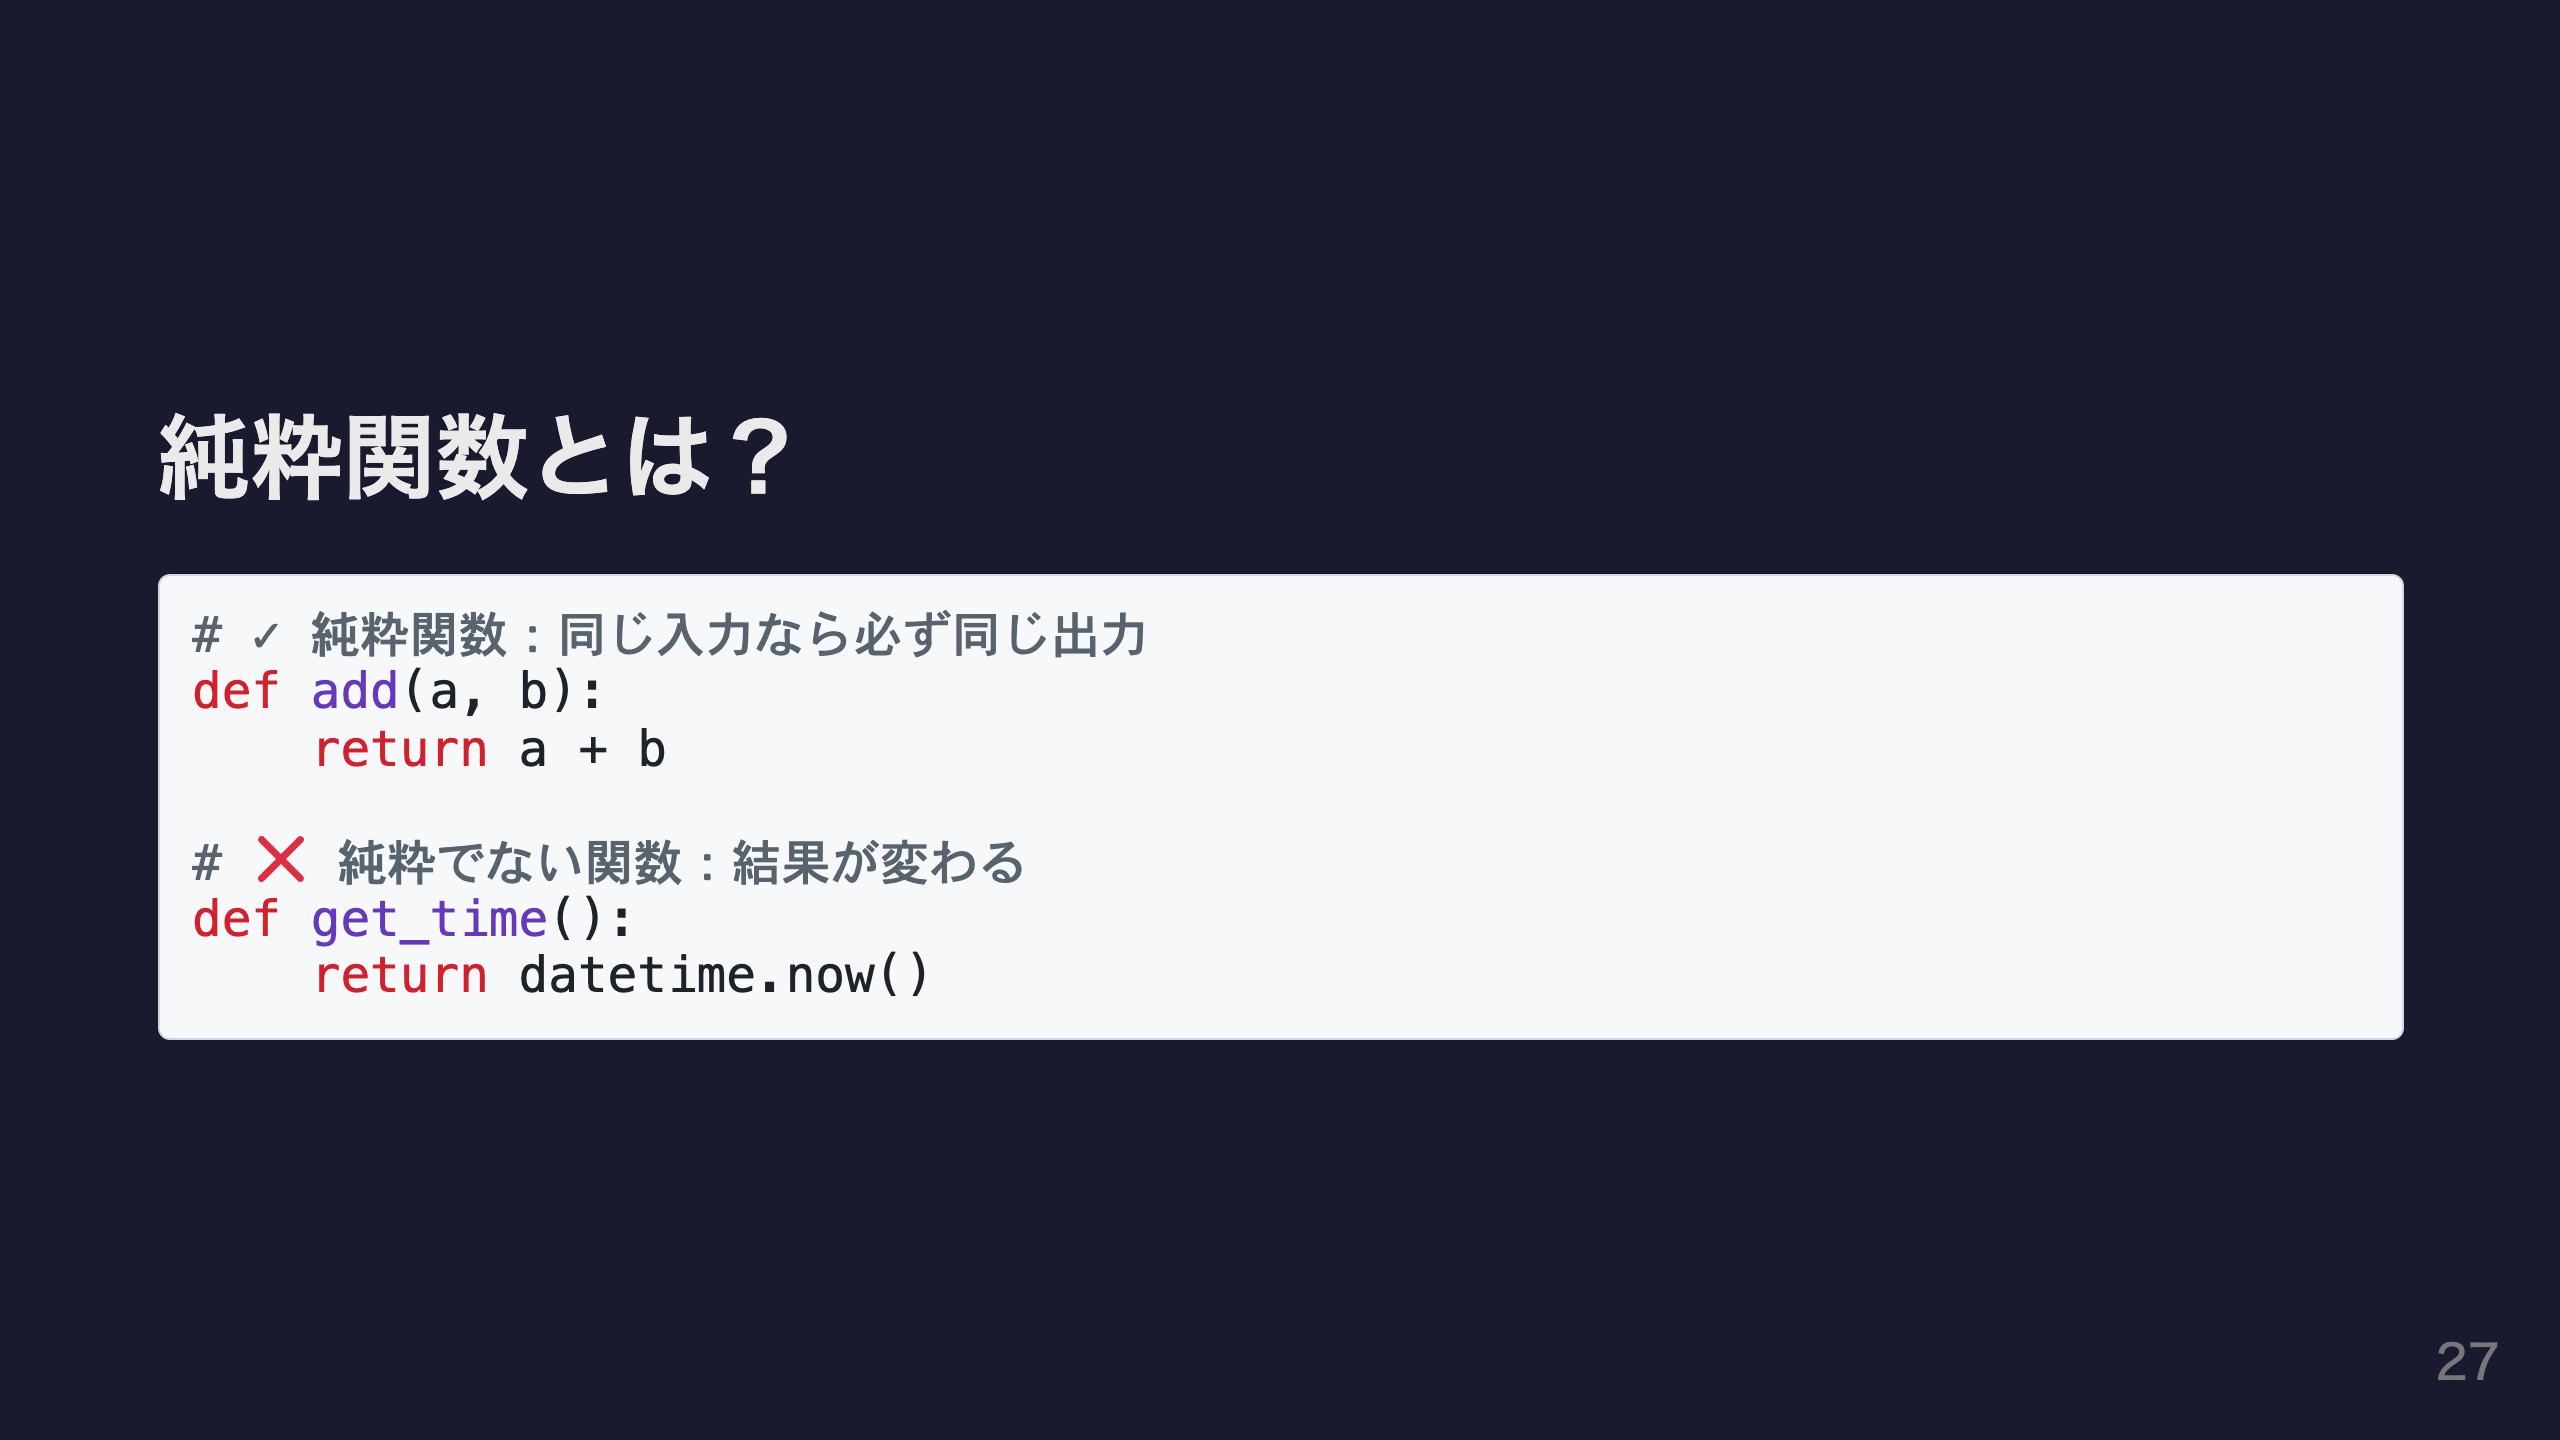 純粋関数とは？
# ✓ 純粋関数：同じ入力なら必ず同じ出力
def add(a, b):
    return a + b
# ❌ 純粋でない関数：結果が変わる
def get_time():
    return datetime.now()
27